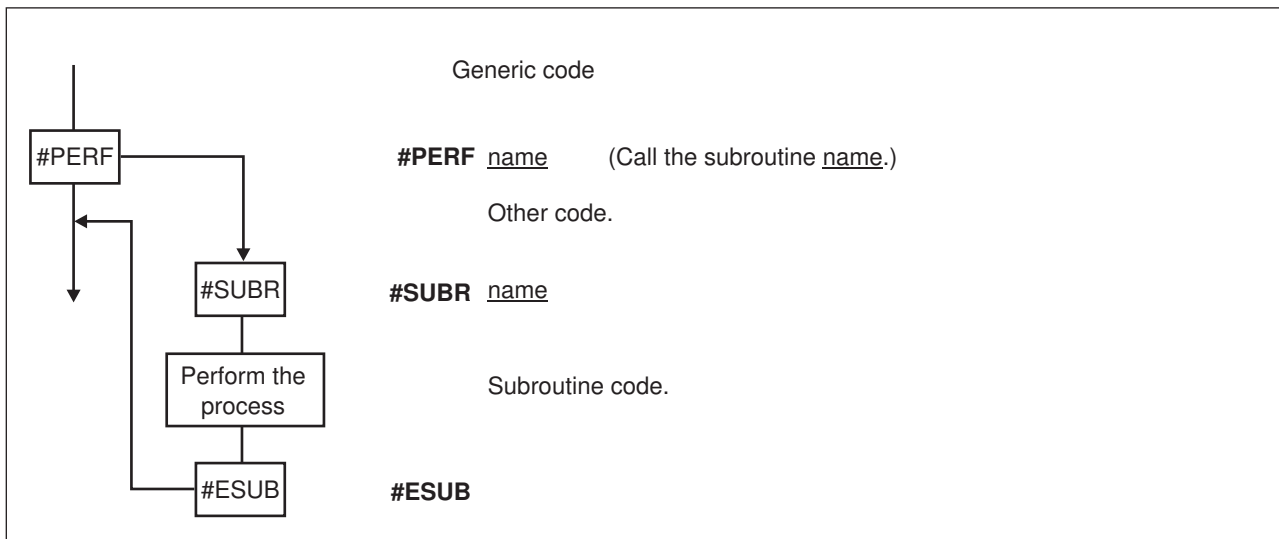 Generic code
#PERF
#PERF name (Call the subroutine name.)
Other code.
#SUBR
#SUBR name
Perform the
process
Subroutine code.
#ESUB
#ESUB